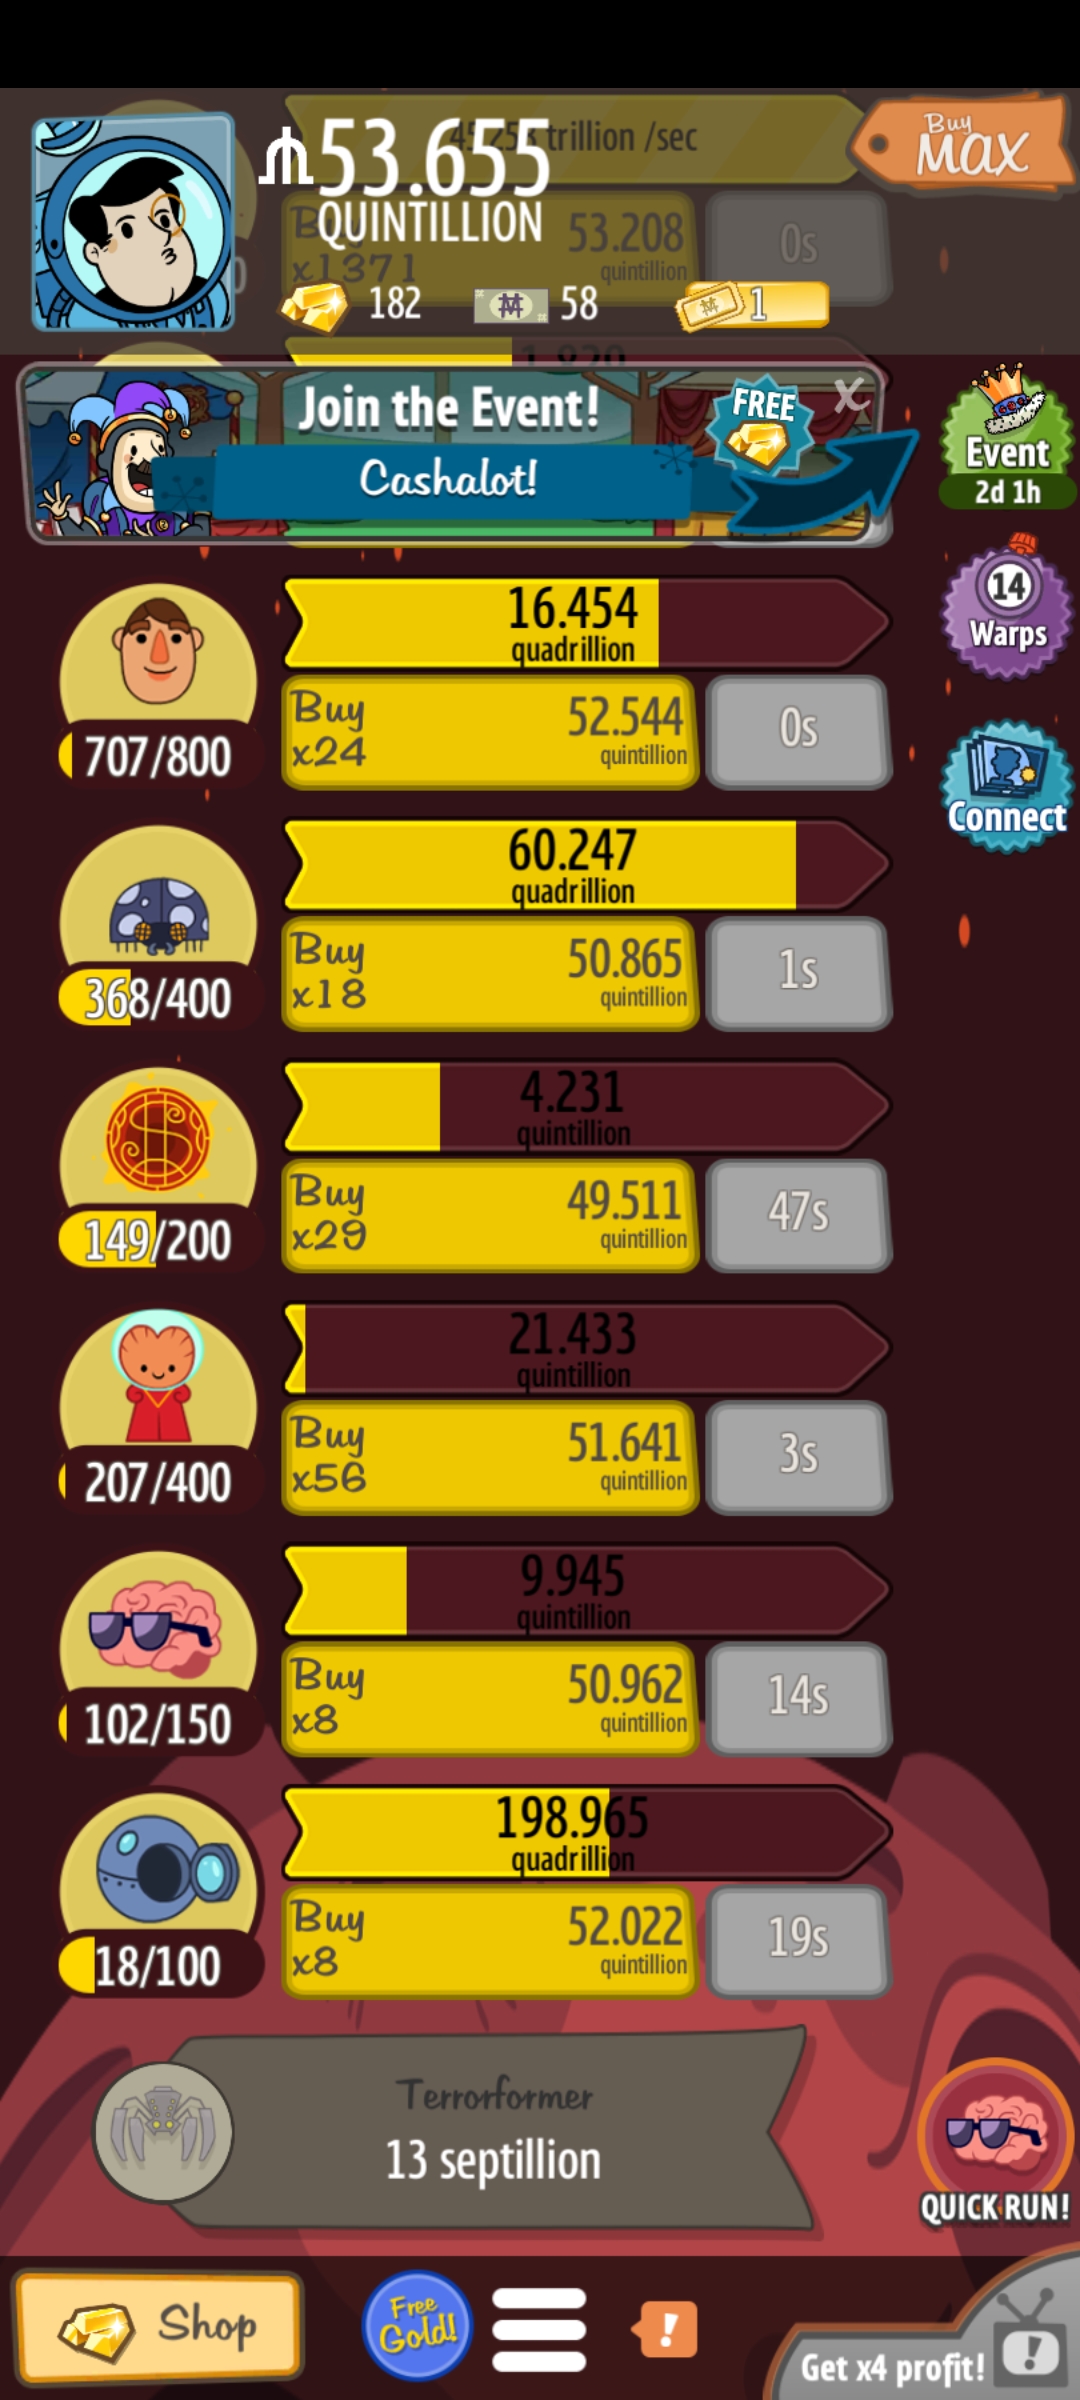 53.655
QUINTILLION
trillion /sec
Buy
MAX
x1371
53.208
quintillion
0s
182
58
1
1.820
Join the Event!
FREE
X
Cashalot!
Event
2d 1h
16.454
quadrillion
14
Warps
707/800
Buy
x24
52.544
quintillion
0s
Connect
60.247
quadrillion
368/400
Buy
x18
50.865
quintillion
1s
4.231
quintillion
149/200
Buy
x29
49.511
quintillion
47s
21.433
quintillion
207/400
Buy
x56
51.641
quintillion
3s
9.945
quintillion
102/150
Buy
x8
50.962
quintillion
14s
198.965
quadrillion
18/100
Buy
x8
52.022
quintillion
19s
Terrorformer
13 septillion
QUICK RUN!
Shop
Free
Gold!
!
Get x4 profit!
!